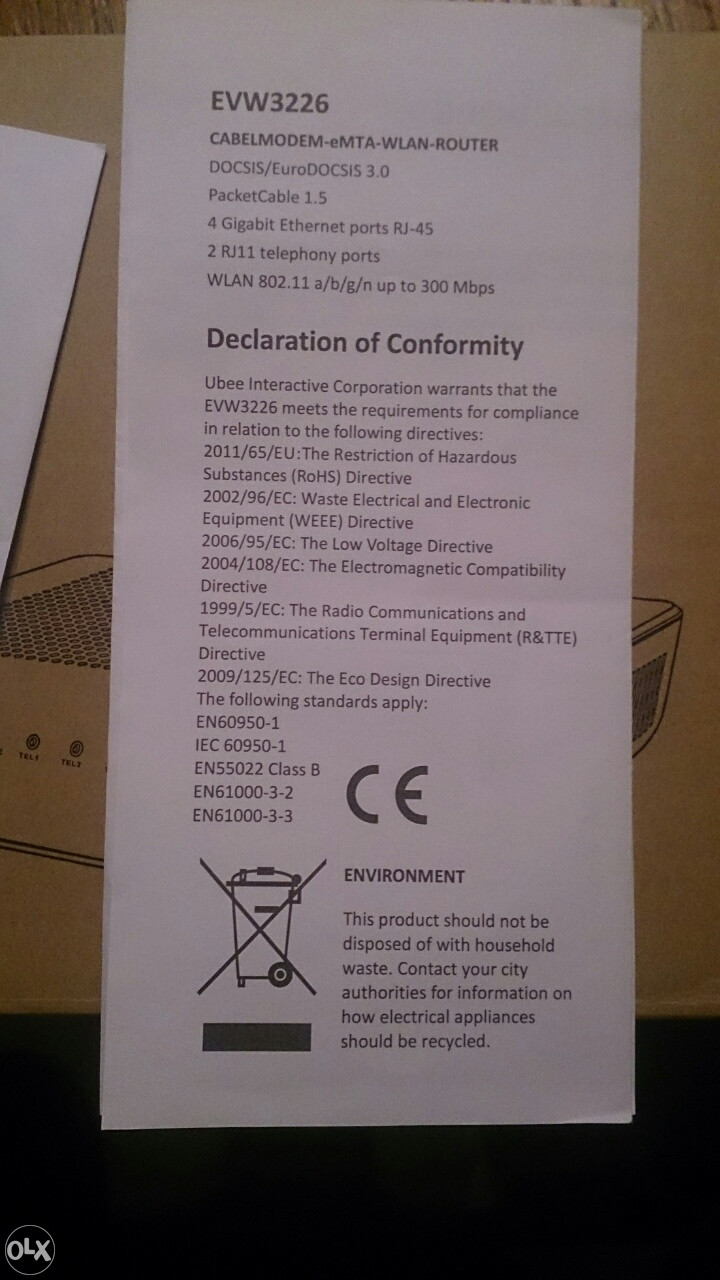 EVW3226
CABELMODEM-eMTA-WLAN-ROUTER
DOCSIS/EuroDOCSIS 3.0
PacketCable 1.5
4 Gigabit Ethernet ports RJ-45
2 RJ11 telephony ports
WLAN 802.11 a/b/g/n up to 300 Mbps
Declaration of Conformity
Ubee Interactive Corporation warrants that the
EVW3226 meets the requirements for compliance
in relation to the following directives:
2011/65/EU:The Restriction of Hazardous
Substances (RoHS) Directive
2002/96/EC: Waste Electrical and Electronic
Equipment (WEEE) Directive
2006/95/EC: The Low Voltage Directive
2004/108/EC: The Electromagnetic Compatibility
Directive
1999/5/EC: The Radio Communications and
Telecommunications Terminal Equipment (R&TTE)
Directive
2009/125/EC: The Eco Design Directive
The following standards apply:
EN60950-1
IEC 60950-1
EN55022 Class B
EN61000-3-2
EN61000-3-3
CE
ENVIRONMENT
This product should not be
disposed of with household
waste. Contact your city
authorities for information on
how electrical appliances
should be recycled.
TEL1
TEL2
OLX